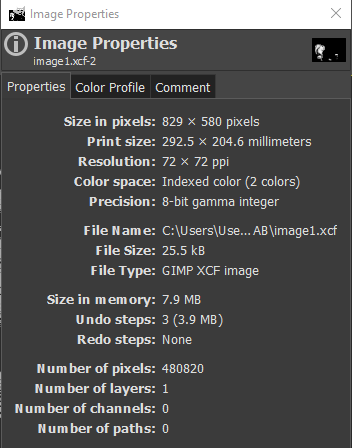 Image Properties
Image Properties
image1.xcf-2
Properties Color Profile Comment
Size in pixels: 829 × 580 pixels
Print size: 292.5 × 204.6 millimeters
Resolution: 72 × 72 ppi
Color space: Indexed color (2 colors)
Precision: 8-bit gamma integer
File Name: C:\Users\Use... AB\image1.xcf
File Size: 25.5 kB
File Type: GIMP XCF image
Size in memory: 7.9 MB
Undo steps: 3 (3.9 MB)
Redo steps: None
Number of pixels: 480820
Number of layers: 1
Number of channels: 0
Number of paths: 0